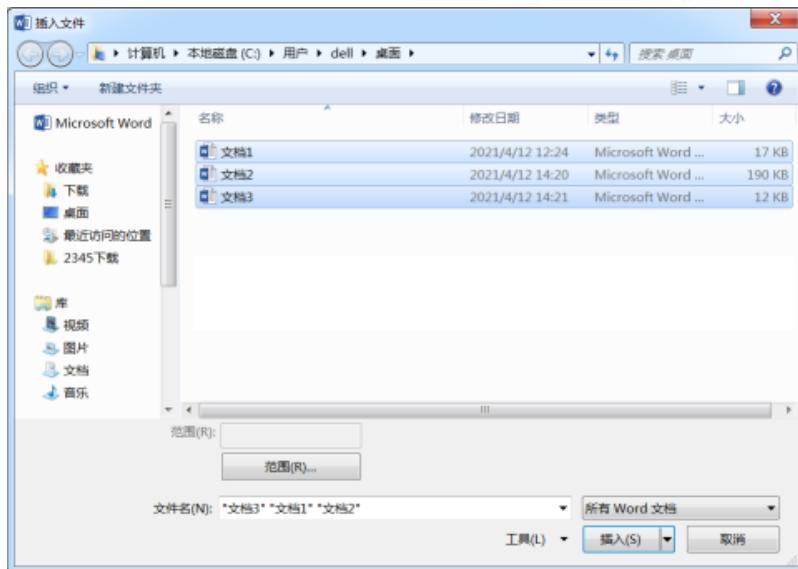 插入文件
计算机 本地磁盘 (C:) 用户 dell 桌面
搜索 桌面
组织 新建文件夹
Microsoft Word
收藏夹
下载
桌面
最近访问的位置
2345下载
库
视频
图片
文档
音乐
名称 修改日期 类型 大小
文档1 2021/4/12 12:24 Microsoft Word ... 17 KB
文档2 2021/4/12 14:20 Microsoft Word ... 190 KB
文档3 2021/4/12 14:21 Microsoft Word ... 12 KB
范围(R):
范围(R)...
文件名(N): "文档3" "文档1" "文档2" 所有 Word 文档
工具(L) 插入(S) 取消